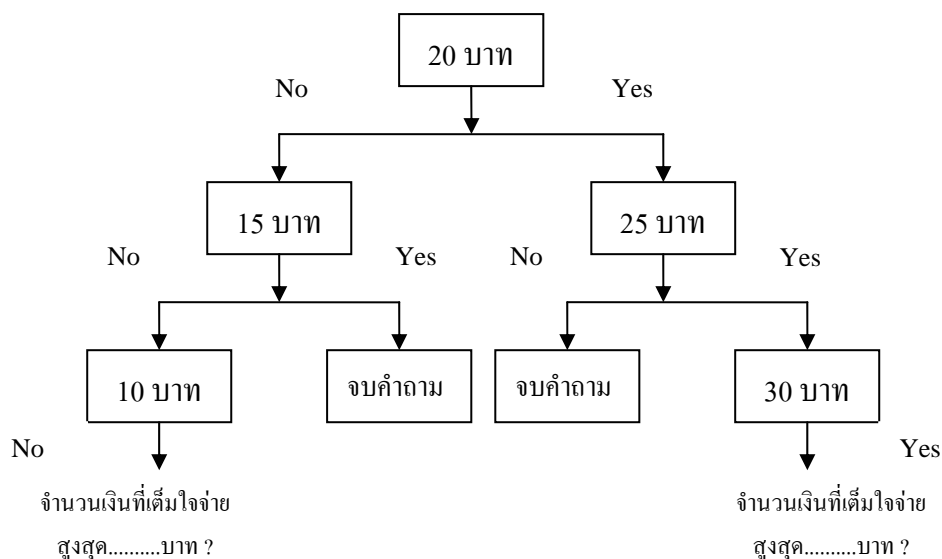 20 บาท
No Yes
15 บาท 25 บาท
No Yes No Yes
10 บาท จบคำถาม จบคำถาม 30 บาท
No Yes
จำนวนเงินที่เต็มใจจ่าย จำนวนเงินที่เต็มใจจ่าย
สูงสุด..........บาท ? สูงสุด..........บาท ?